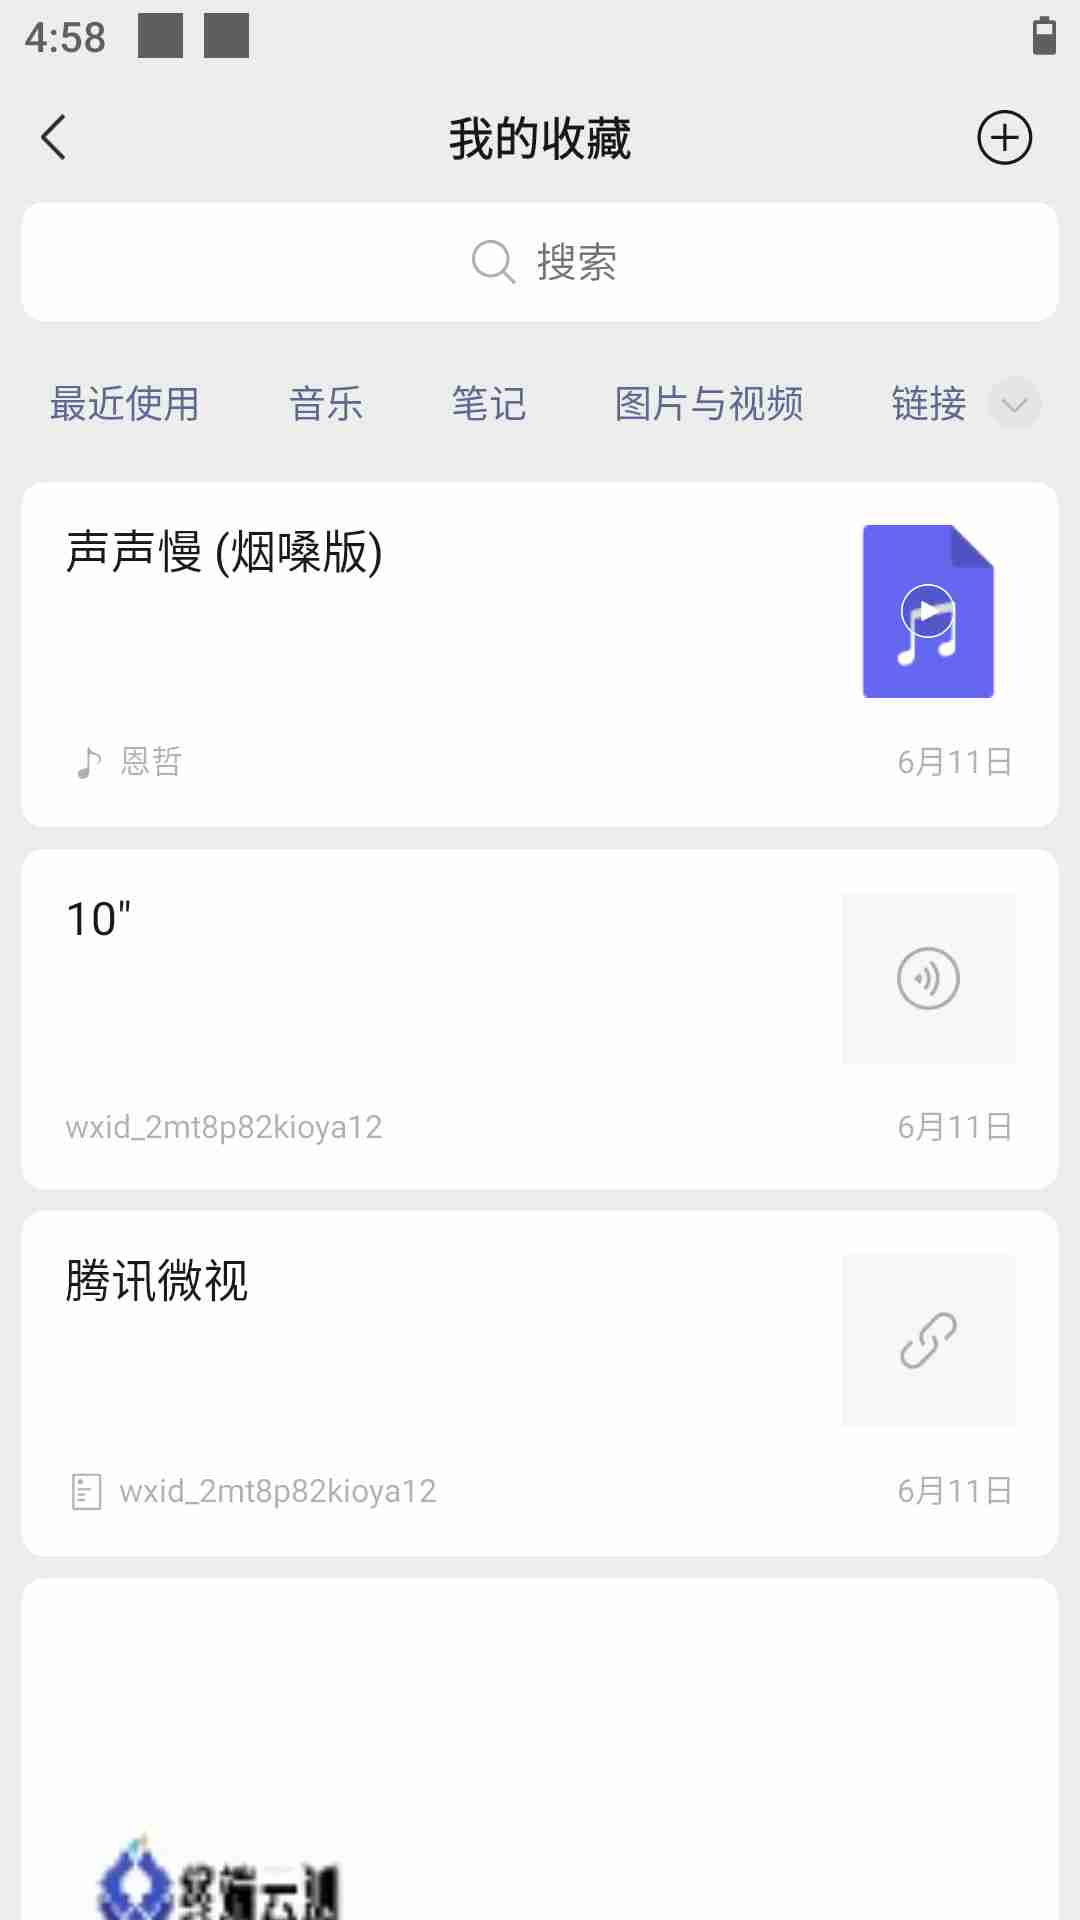 4:58
我的收藏
搜索
最近使用 音乐 笔记 图片与视频 链接
声声慢 (烟嗓版)
恩哲 6月11日
10"
wxid_2mt8p82kioya12 6月11日
腾讯微视
wxid_2mt8p82kioya12 6月11日